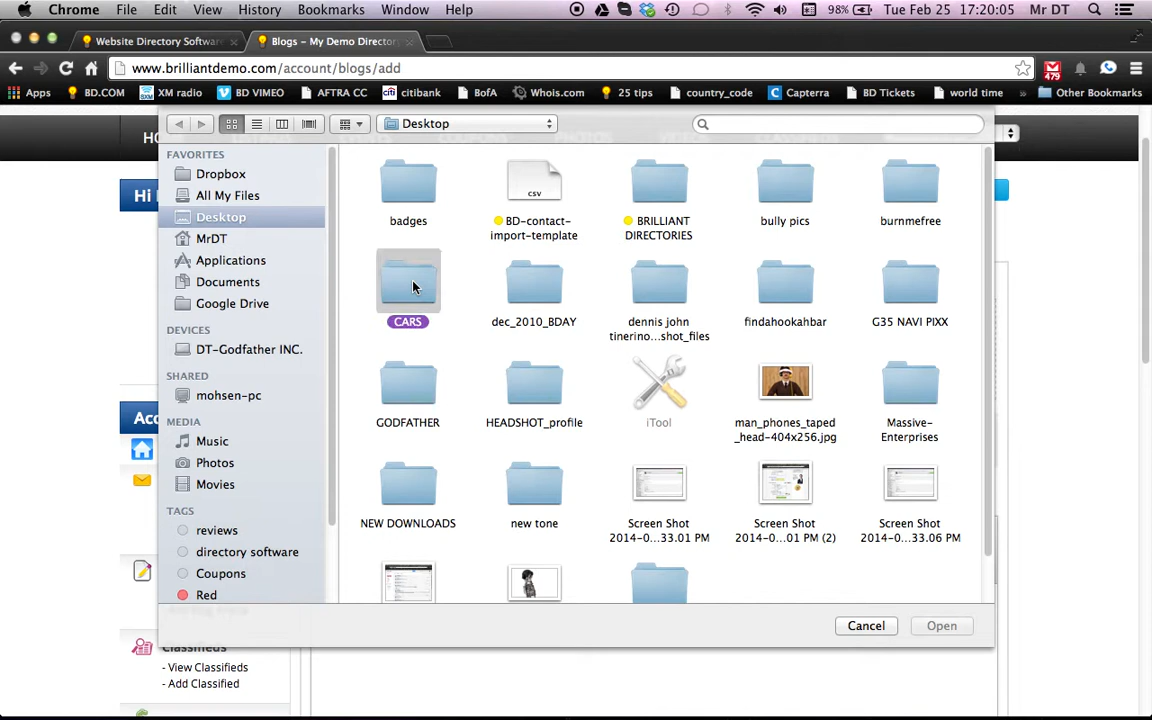 Chrome File Edit View History Bookmarks Window Help 98% Tue Feb 25 17:20:05 Mr DT
Website Directory Softwar Blogs – My Demo Director
www.brilliantdemo.com/account/blogs/add
479
Apps BD.COM XM radio BD VIMEO AFTRA CC citibank BofA Whois.com 25 tips country_code Capterra BD Tickets world time » Other Bookmarks
HO
Desktop
Hi
FAVORITES
Dropbox
All My Files
Desktop
MrDT
Applications
Documents
Google Drive
DEVICES
DT-Godfather INC.
SHARED
mohsen-pc
MEDIA
Music
Photos
Movies
TAGS
reviews
directory software
Coupons
Red
badges
csv
BD-contact-
import-template
BRILLIANT
DIRECTORIES
bully pics
burnmefree
CARS
dec_2010_BDAY
dennis john
tinerino...shot_files
findahookahbar
G35 NAVI PIXX
GODFATHER
HEADSHOT_profile
iTool
man_phones_taped
_head-404x256.jpg
Massive-
Enterprises
NEW DOWNLOADS
new tone
Screen Shot
2014-0...33.01 PM
Screen Shot
2014-0...01 PM (2)
Screen Shot
2014-0...33.06 PM
Cancel Open
Acc
Classifieds
- View Classifieds
- Add Classified